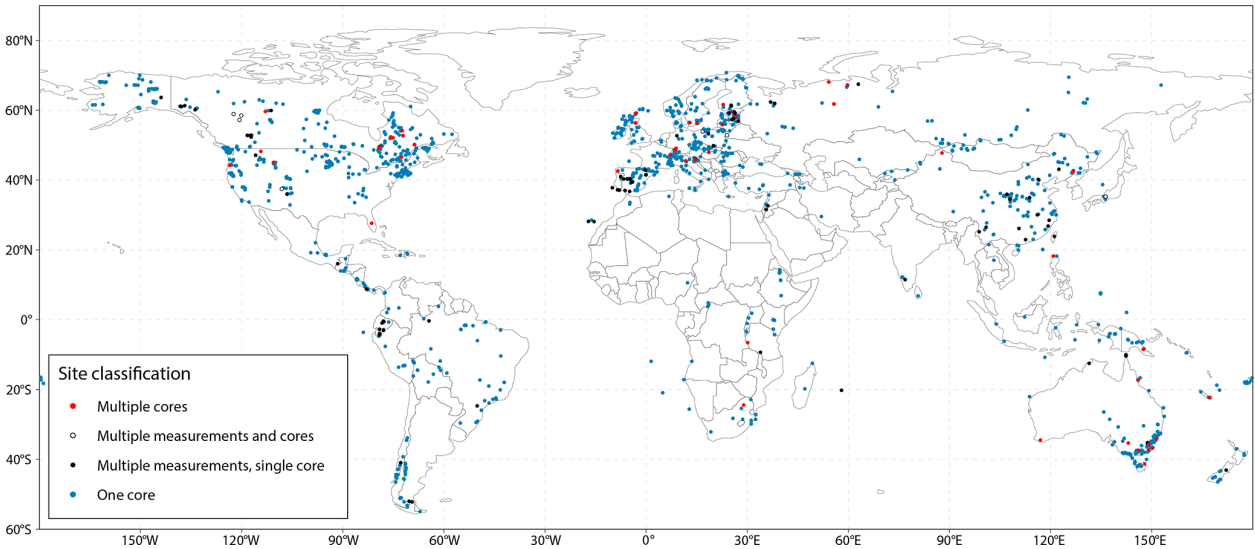 80°N
60°N
40°N
20°N
0°
20°S
40°S
60°S
Site classification
Multiple cores
Multiple measurements and cores
Multiple measurements, single core
One core
150°W
120°W
90°W
60°W
30°W
0°
30°E
60°E
90°E
120°E
150°E